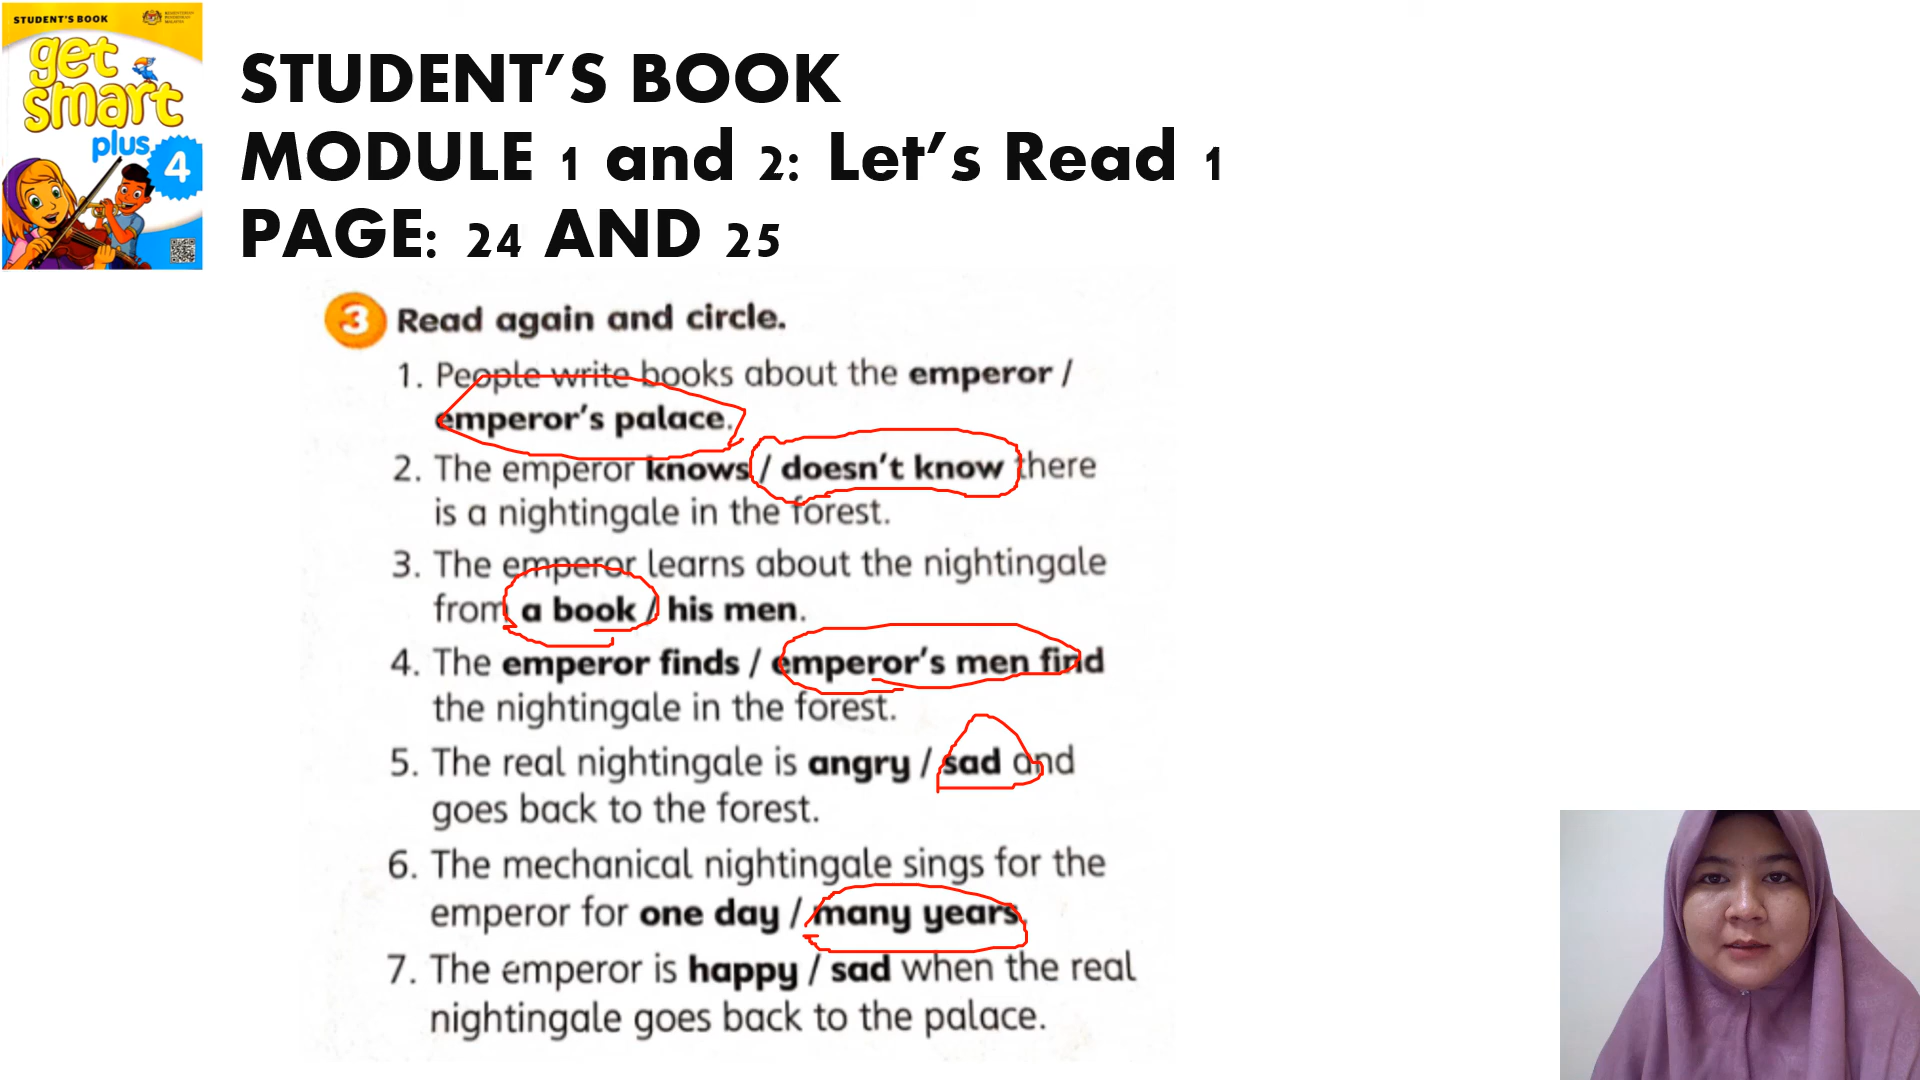 STUDENT'S BOOK
KEMENTERIAN
PENDIDIKAN
MALAYSIA
get
smart
plus
4
STUDENT’S BOOK
MODULE 1 and 2: Let’s Read 1
PAGE: 24 AND 25
3 Read again and circle.
1. People write books about the emperor /
emperor’s palace.
2. The emperor knows / doesn’t know there
is a nightingale in the forest.
3. The emperor learns about the nightingale
from a book / his men.
4. The emperor finds / emperor’s men find
the nightingale in the forest.
5. The real nightingale is angry / sad and
goes back to the forest.
6. The mechanical nightingale sings for the
emperor for one day / many years.
7. The emperor is happy / sad when the real
nightingale goes back to the palace.